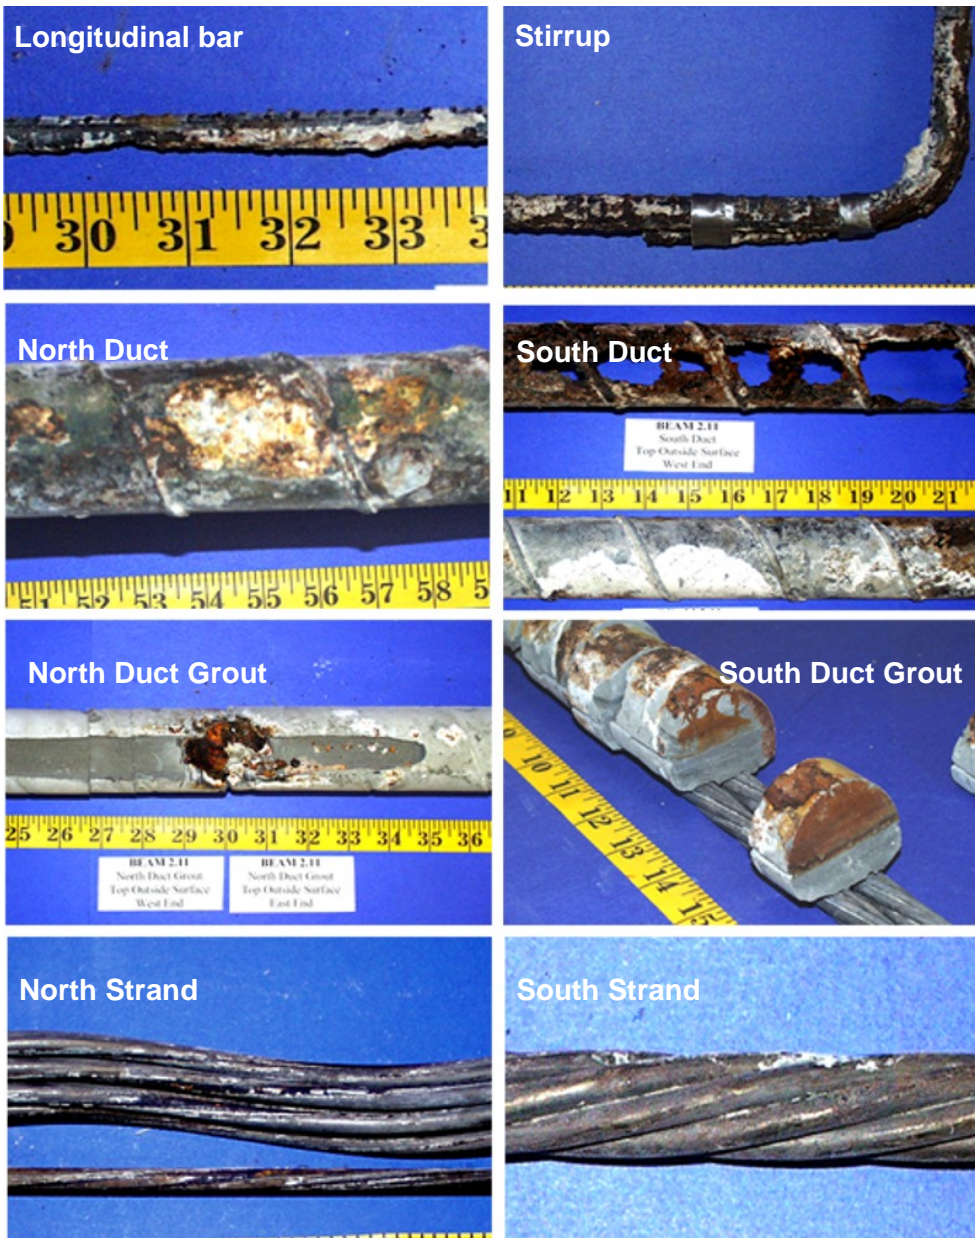 Longitudinal bar
Stirrup
30 31 32 33 3
North Duct
51 52 53 54 55 56 57 58 5
South Duct
BEAM 2.11
South Duct
Top Outside Surface
West End
11 12 13 14 15 16 17 18 19 20 21
North Duct Grout
25 26 27 28 29 30 31 32 33 34 35 36
BEAM 2.11
North Duct Grout
Top Outside Surface
West End
BEAM 2.11
North Duct Grout
Top Outside Surface
East End
South Duct Grout
9 10 11 12 13 14 15
North Strand
South Strand